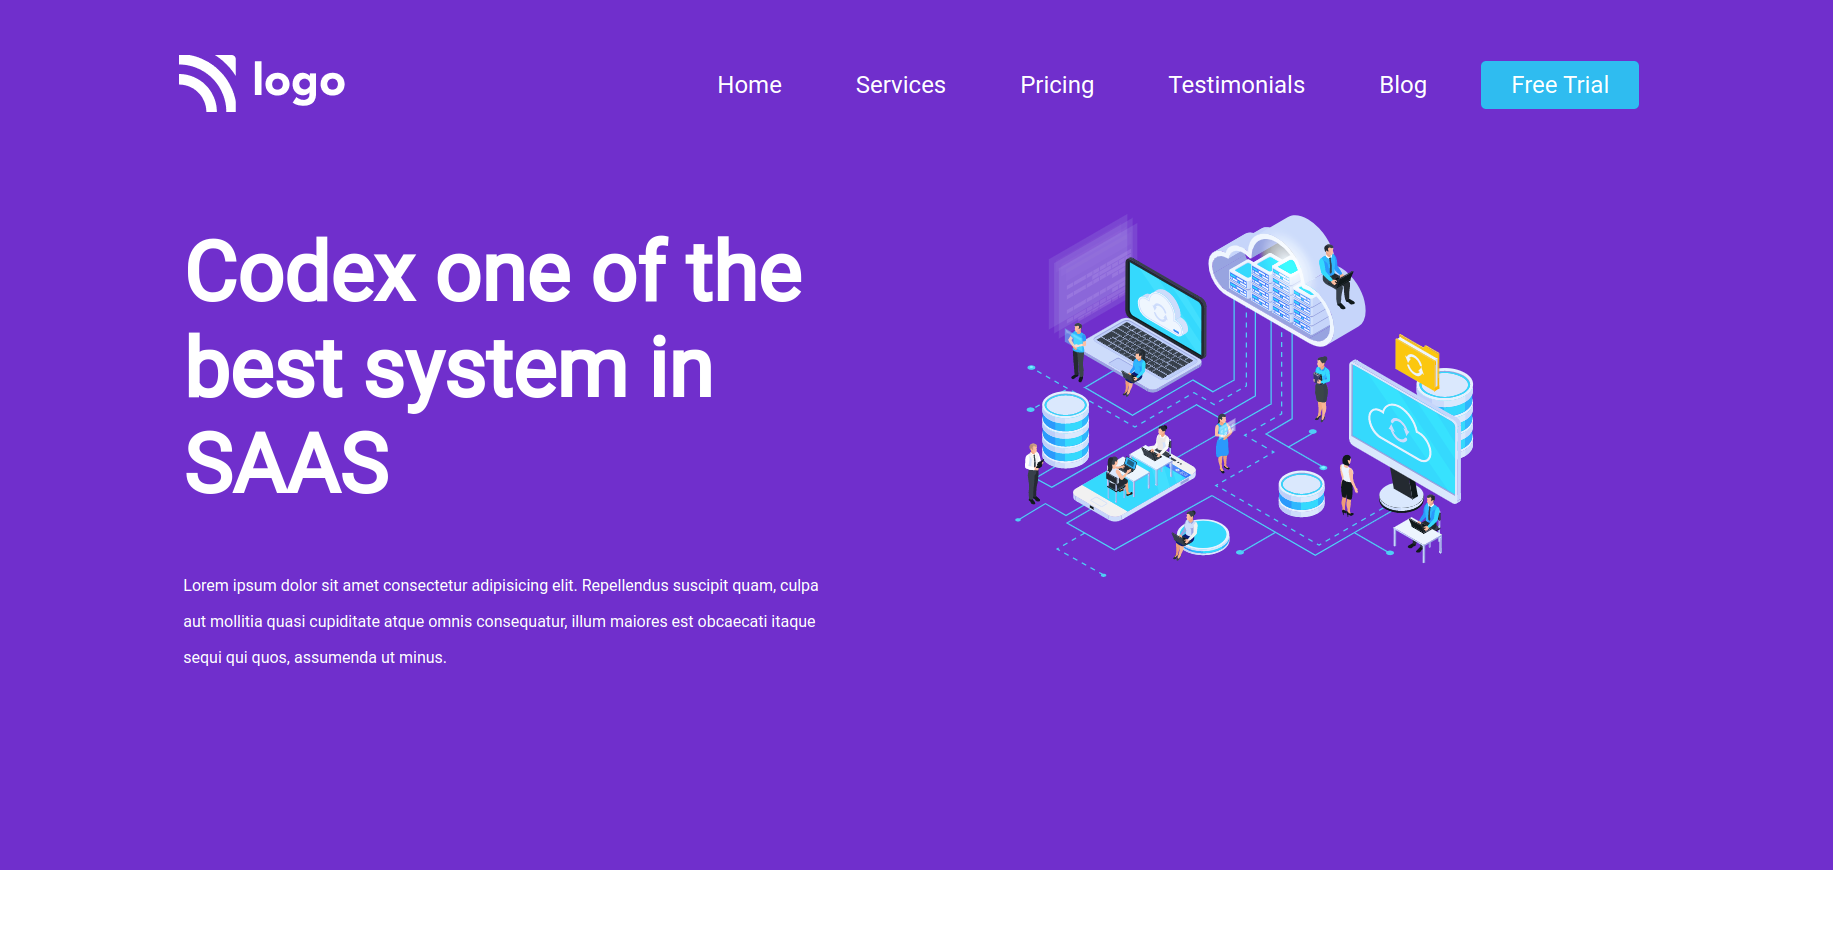 logo
Home Services Pricing Testimonials Blog Free Trial
Codex one of the
best system in
SAAS
Lorem ipsum dolor sit amet consectetur adipisicing elit. Repellendus suscipit quam, culpa
aut mollitia quasi cupiditate atque omnis consequatur, illum maiores est obcaecati itaque
sequi qui quos, assumenda ut minus.